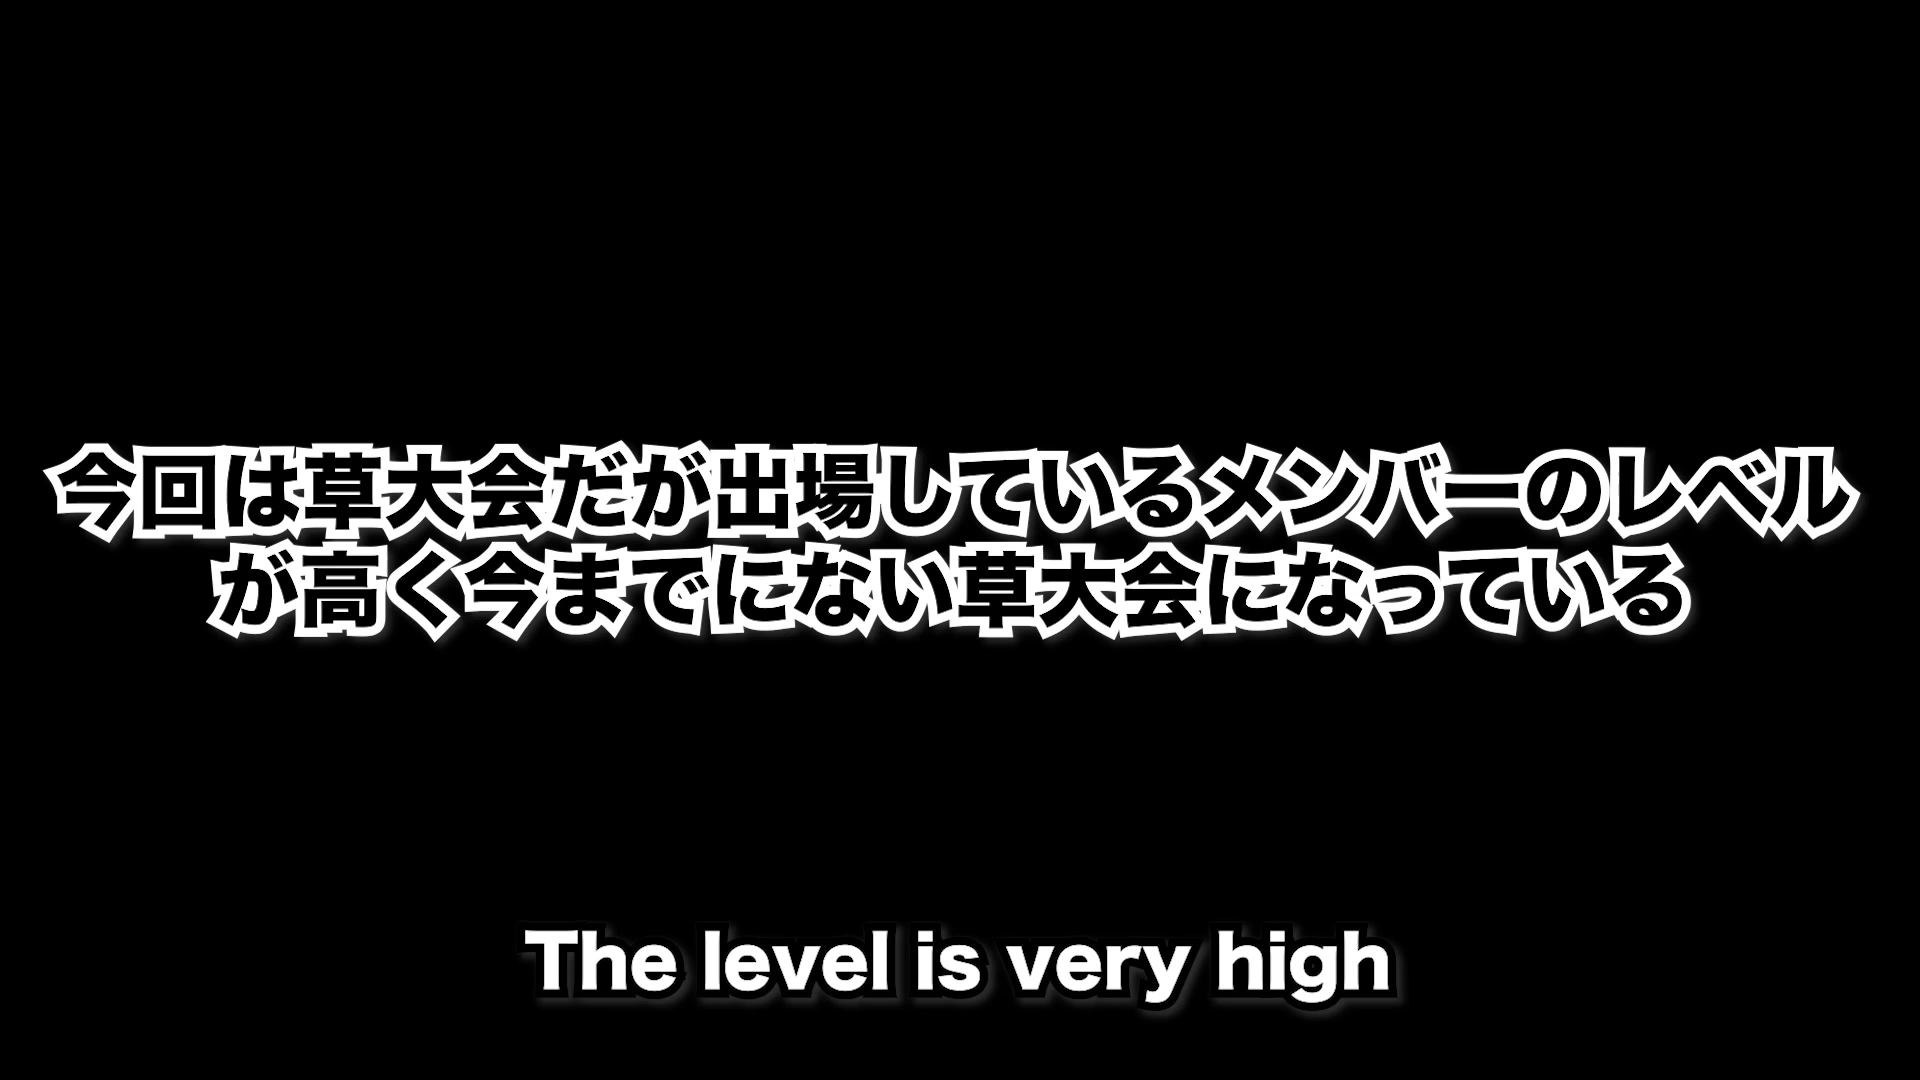 今回は草大会だが出場しているメンバーのレベル
が高く今までにない草大会になっている
The level is very high